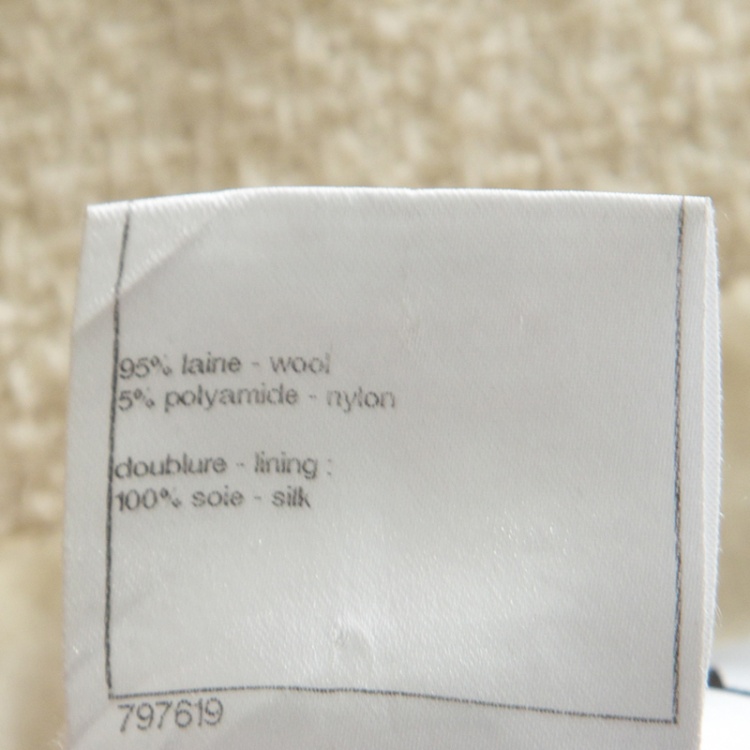 95% laine - wool
5% polyamide - nylon
doublure - lining :
100% soie - silk
797619